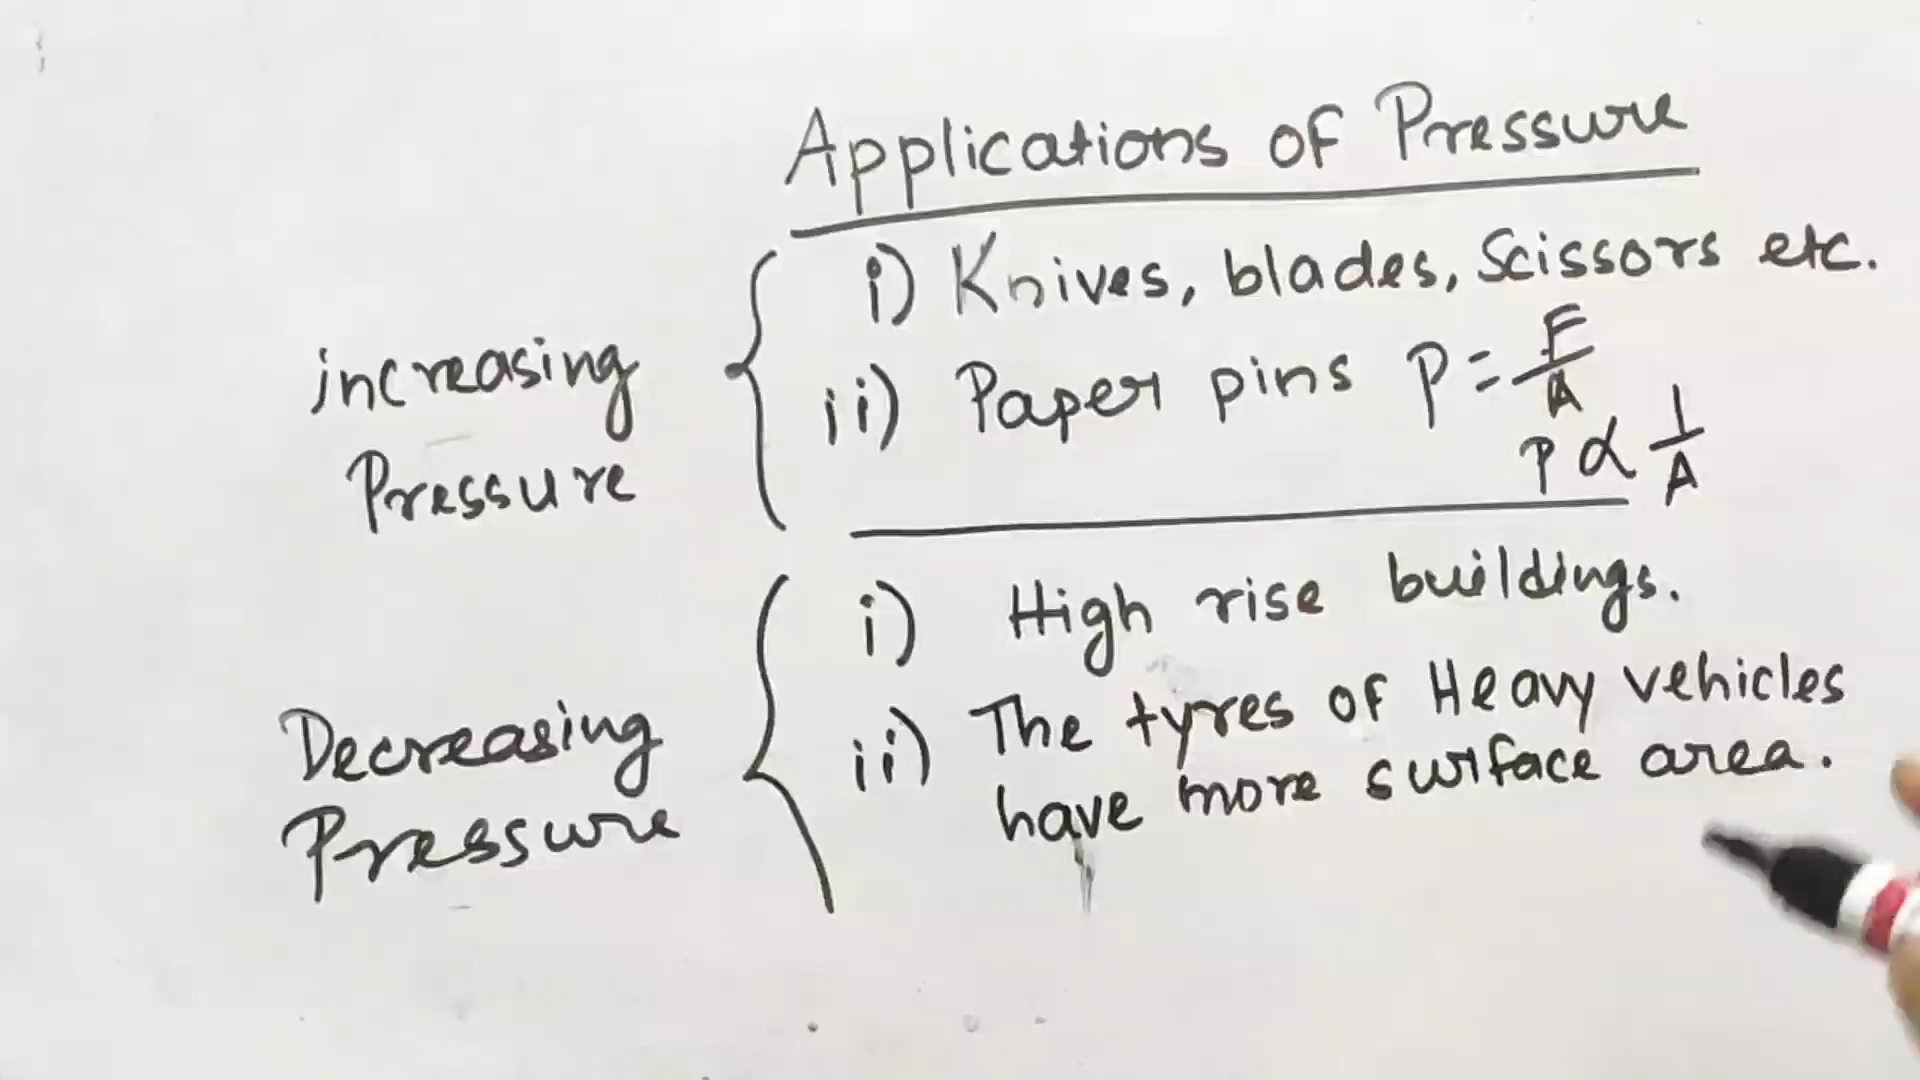 Applications of Pressure
increasing
Pressure
i) Knives, blades, Scissors etc.
ii) Paper pins P = F/A
P ∝ 1/A
Decreasing
Pressure
i) High rise buildings.
ii) The tyres of Heavy vehicles
have more surface area.